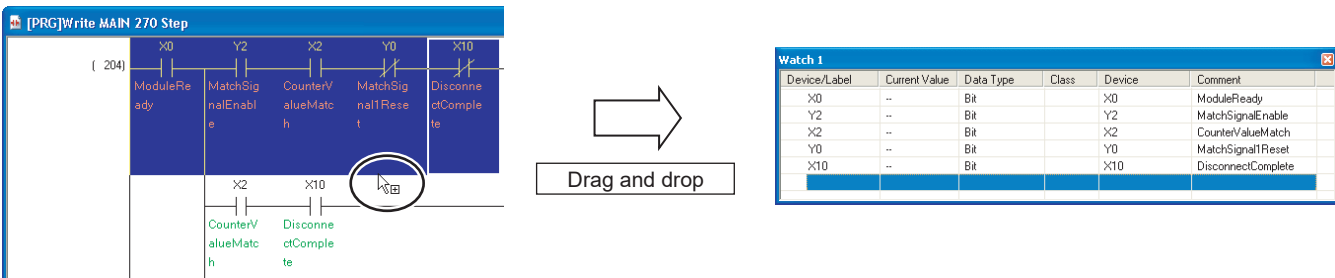 [PRG]Write MAIN 270 Step
X0 Y2 X2 Y0 X10
( 204)
ModuleRe MatchSig CounterV MatchSig Disconne
ady nalEnabl alueMatc nal1Rese ctComple
e h t te
X2 X10
CounterV Disconne
alueMatc ctComple
h te
Drag and drop
Watch 1
Device/Label Current Value Data Type Class Device Comment
X0 -- Bit X0 ModuleReady
Y2 -- Bit Y2 MatchSignalEnable
X2 -- Bit X2 CounterValueMatch
Y0 -- Bit Y0 MatchSignal1Reset
X10 -- Bit X10 DisconnectComplete